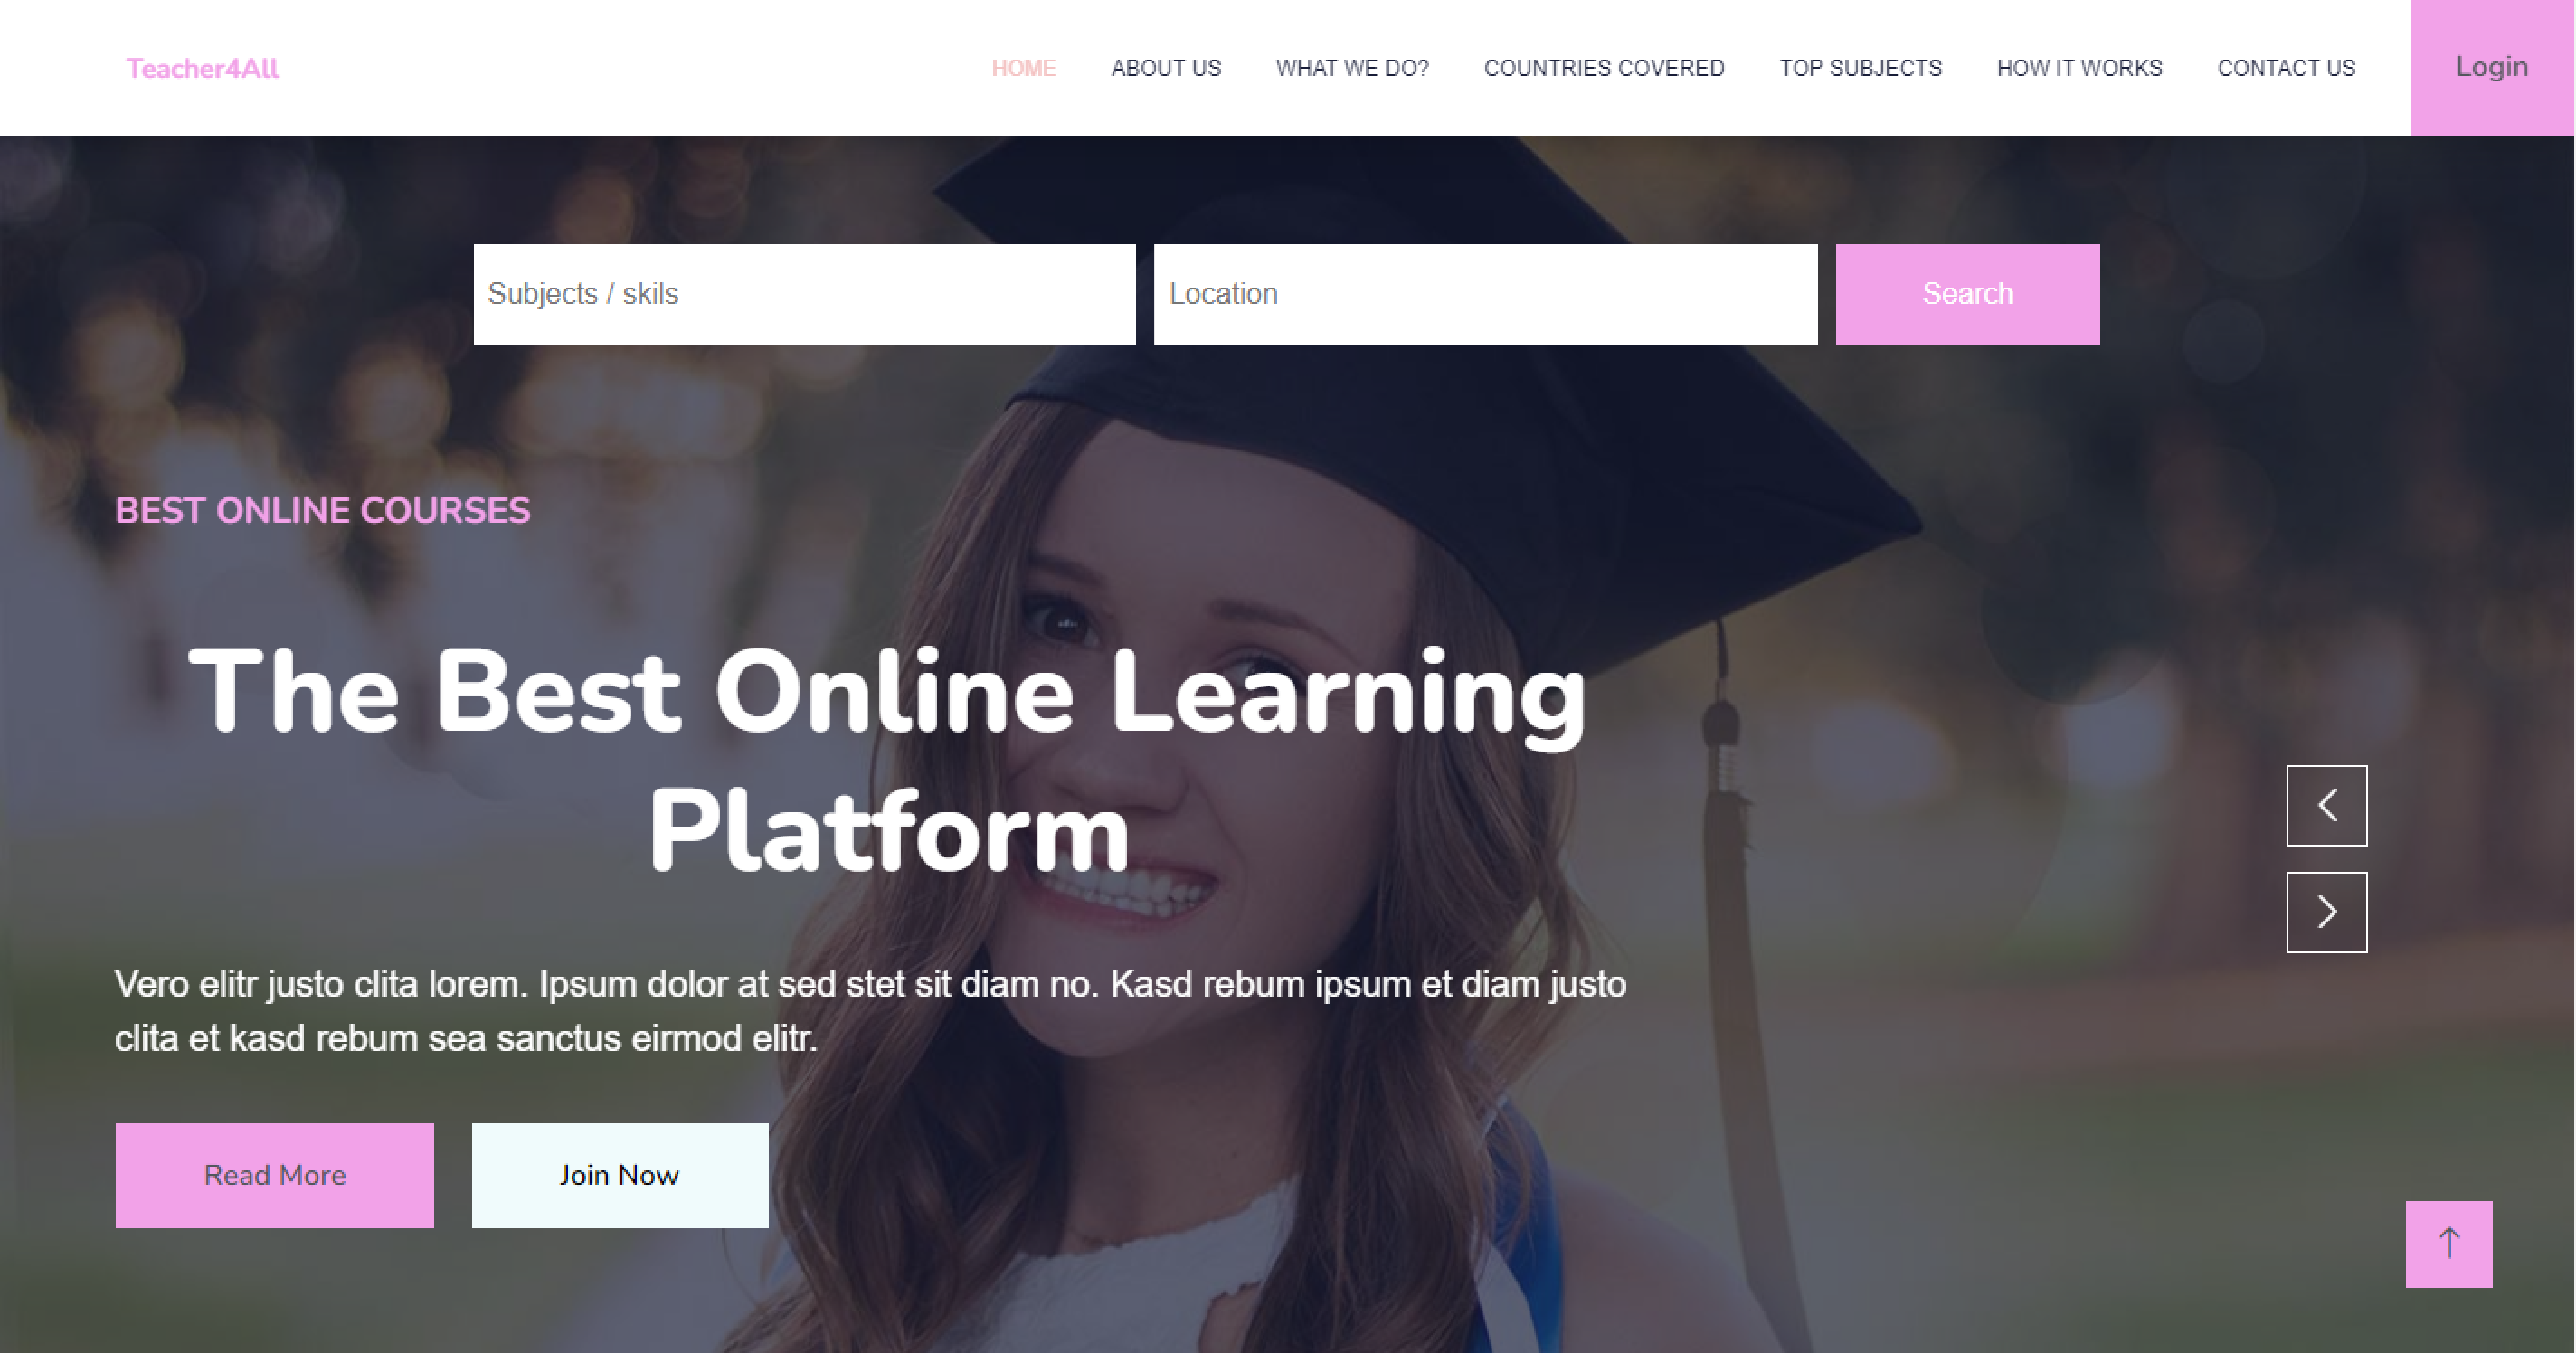 Teacher4All
HOME
ABOUT US
WHAT WE DO?
COUNTRIES COVERED
TOP SUBJECTS
HOW IT WORKS
CONTACT US
Login
Subjects / skils
Location
Search
BEST ONLINE COURSES
The Best Online Learning
Platform
Vero elitr justo clita lorem. Ipsum dolor at sed stet sit diam no. Kasd rebum ipsum et diam justo
clita et kasd rebum sea sanctus eirmod elitr.
Read More
Join Now